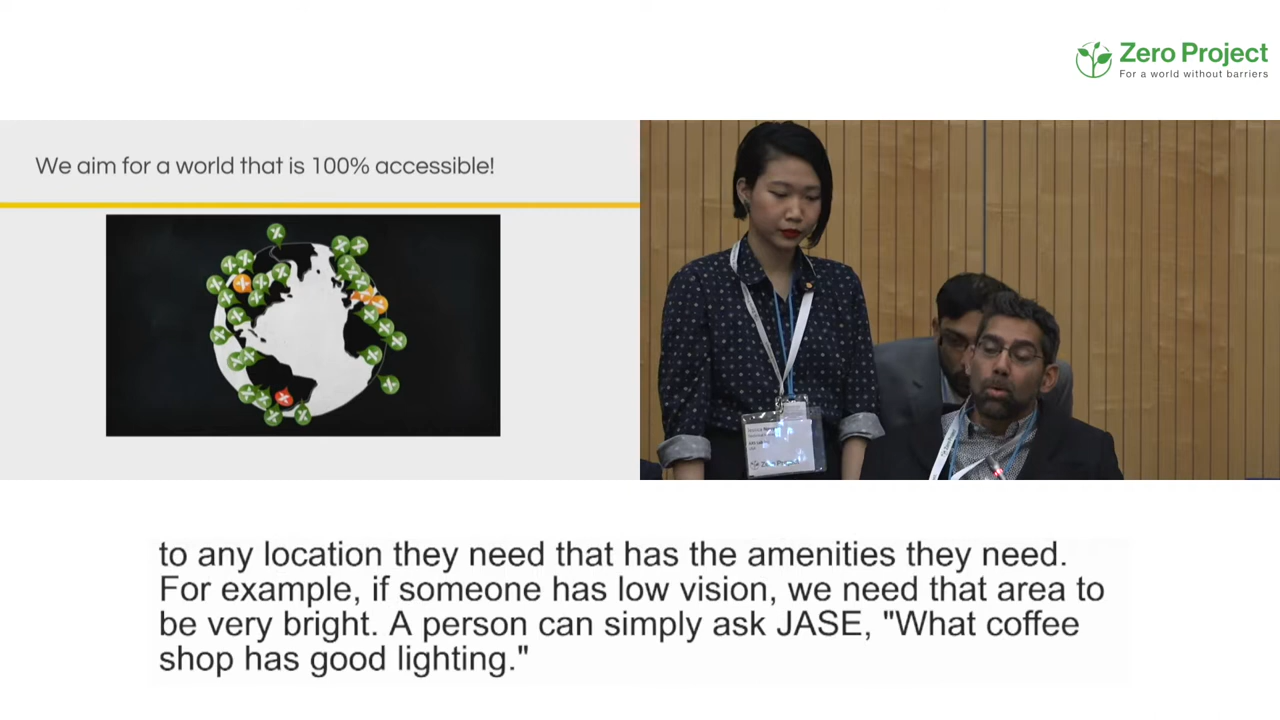 Zero Project
For a world without barriers
We aim for a world that is 100% accessible!
Zero Project
to any location they need that has the amenities they need.
For example, if someone has low vision, we need that area to
be very bright. A person can simply ask JASE, "What coffee
shop has good lighting."